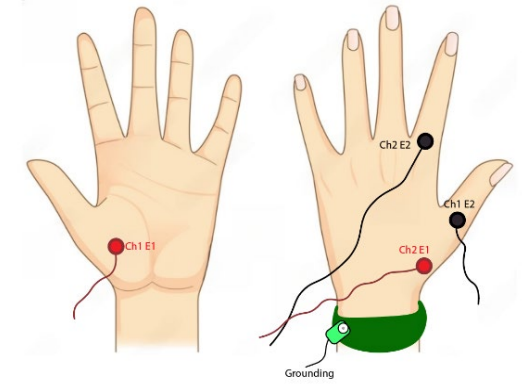 Ch2 E2
Ch1 E2
Ch1 E1
Ch2 E1
Grounding